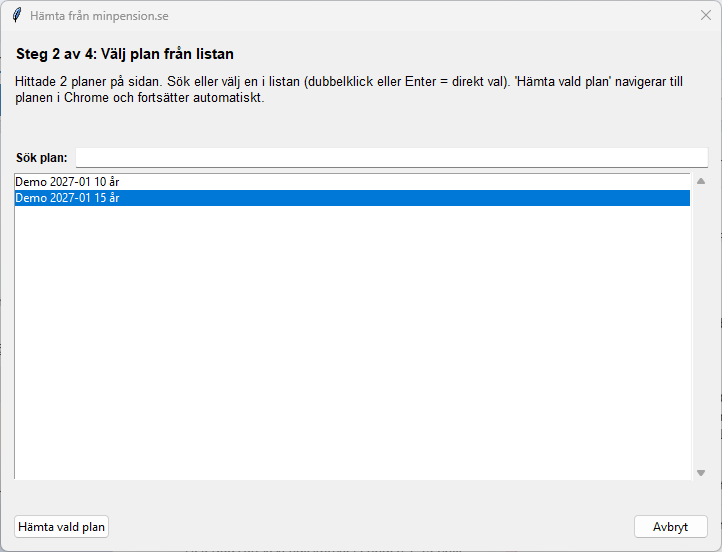 Hämta från minpension.se
Steg 2 av 4: Välj plan från listan
Hittade 2 planer på sidan. Sök eller välj en i listan (dubbelklick eller Enter = direkt val). 'Hämta vald plan' navigerar till
planen i Chrome och fortsätter automatiskt.
Sök plan:
Demo 2027-01 10 år
Demo 2027-01 15 år
Hämta vald plan
Avbryt